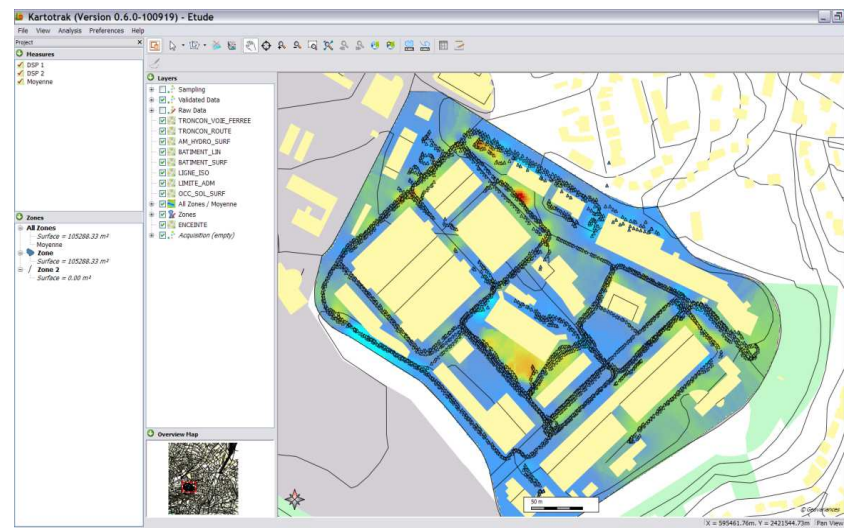 Kartotrak (Version 0.6.0-100919) - Etude
File View Analysis Preferences Help
Project
Measures
DSP 1
DSP 2
Moyenne
Zones
All Zones
Surface = 105288.33 m²
Moyenne
Zone
Surface = 105288.33 m²
Zone 2
Surface = 0.00 m²
Layers
Sampling
Validated Data
Raw Data
TRONCON_VOIE_FERREE
TRONCON_ROUTE
AM_HYDRO_SURF
BATIMENT_LIN
BATIMENT_SURF
LIGNE_ISO
LIMITE_ADM
OCC_SOL_SURF
All Zones / Moyenne
Zones
ENCEINTE
Acquisition (empty)
Overview Map
50 m
© Geovariances
X = 595461.76m, Y = 2421544.73m Pan View